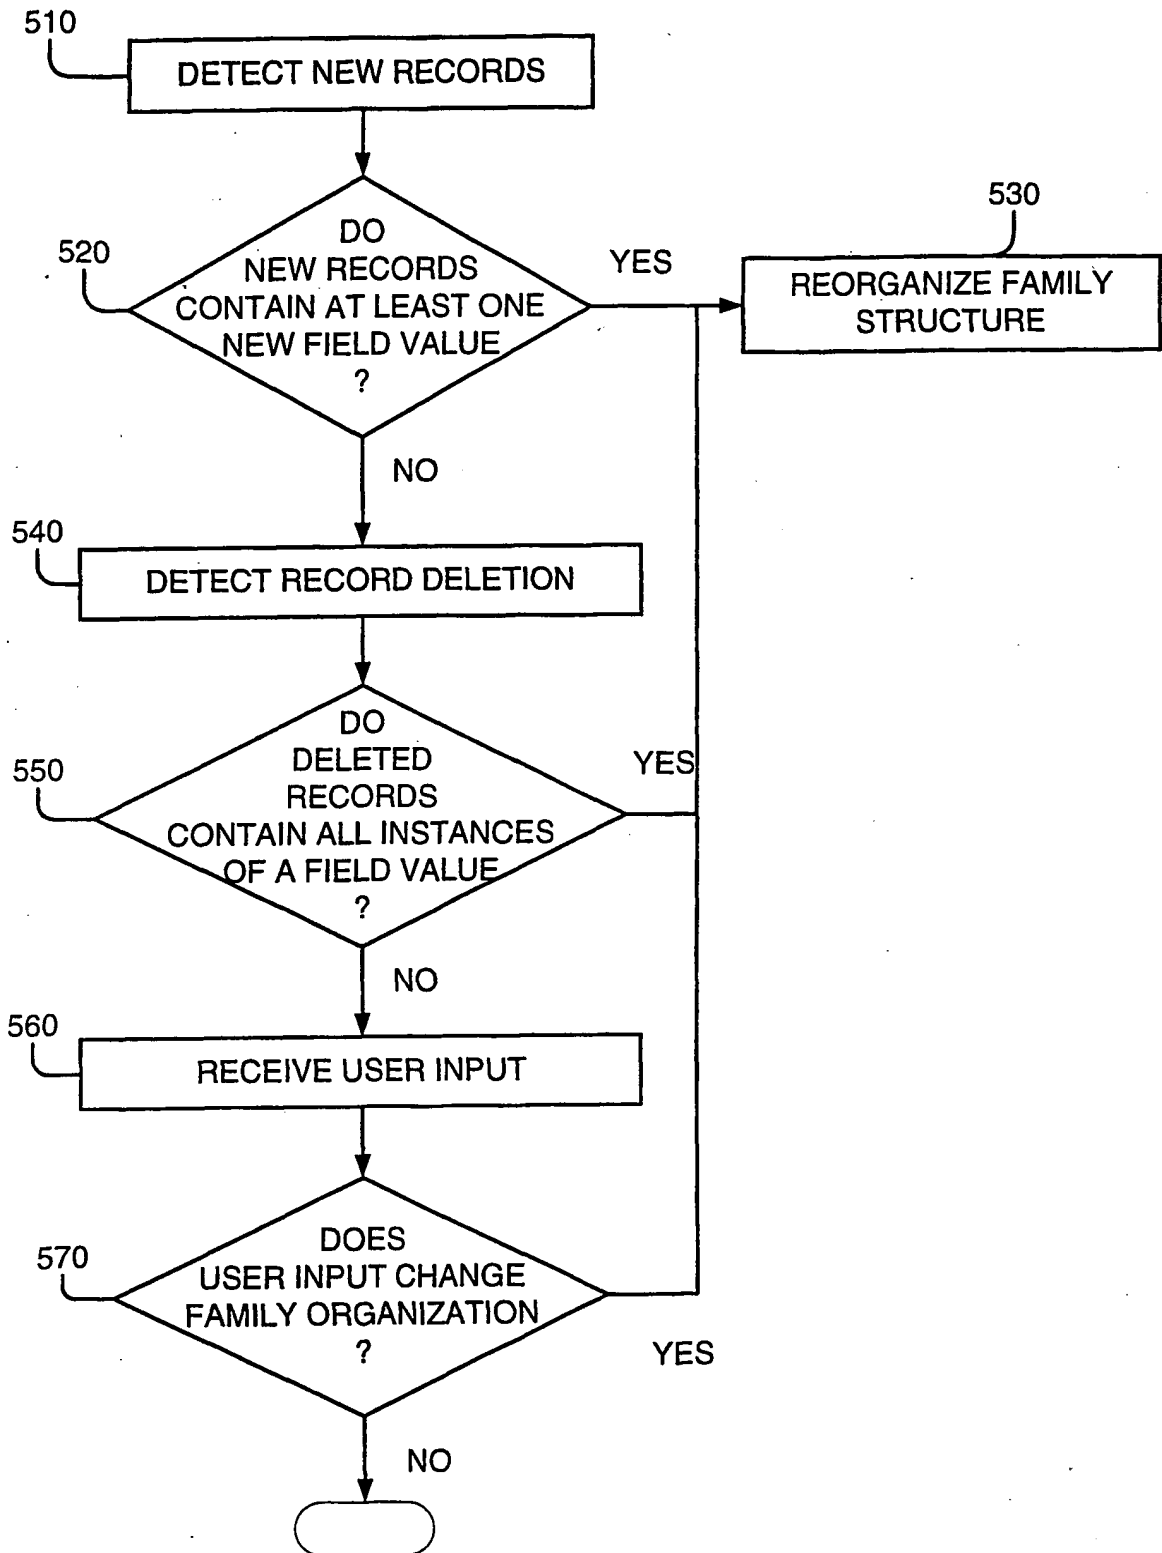 510
DETECT NEW RECORDS
520
DO
NEW RECORDS
CONTAIN AT LEAST ONE
NEW FIELD VALUE
?
YES
530
REORGANIZE FAMILY
STRUCTURE
NO
540
DETECT RECORD DELETION
550
DO
DELETED
RECORDS
CONTAIN ALL INSTANCES
OF A FIELD VALUE
?
YES
NO
560
RECEIVE USER INPUT
570
DOES
USER INPUT CHANGE
FAMILY ORGANIZATION
?
YES
NO